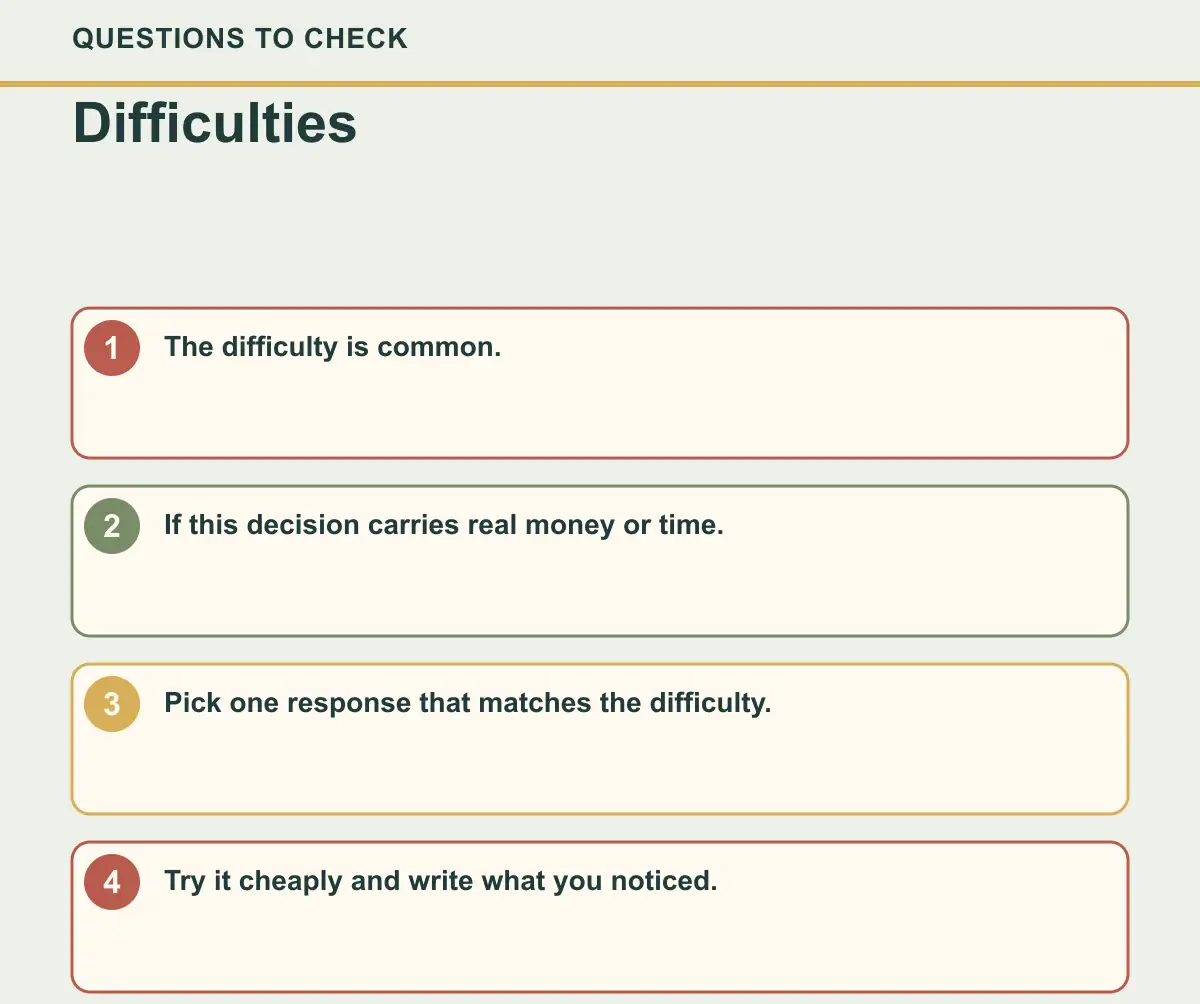 QUESTIONS TO CHECK
Difficulties
1
The difficulty is common.
2
If this decision carries real money or time.
3
Pick one response that matches the difficulty.
4
Try it cheaply and write what you noticed.